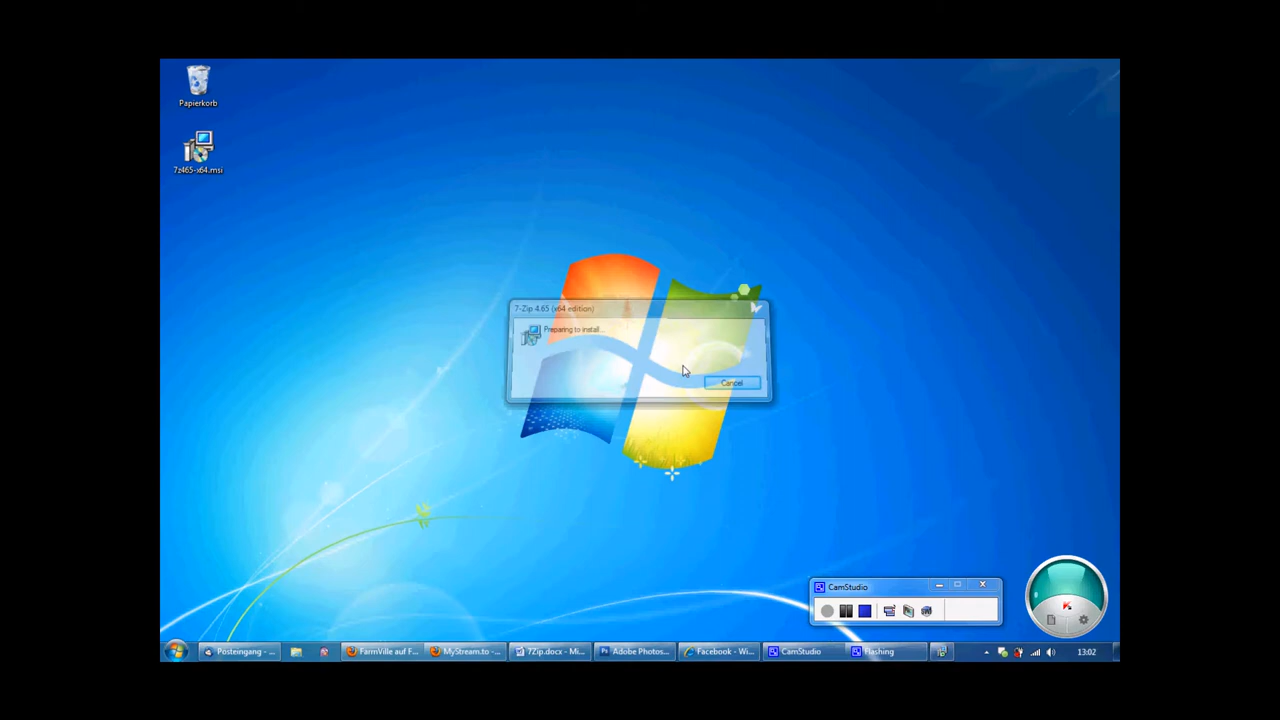 Papierkorb
7z465-x64.msi
7-Zip 4.65 (x64 edition)
Preparing to install...
Cancel
CamStudio
Posteingang - ...
FarmVille auf F...
MyStream.to -...
7Zip.docx - Mi...
Adobe Photos...
Facebook - Wi...
CamStudio
Flashing
13:02